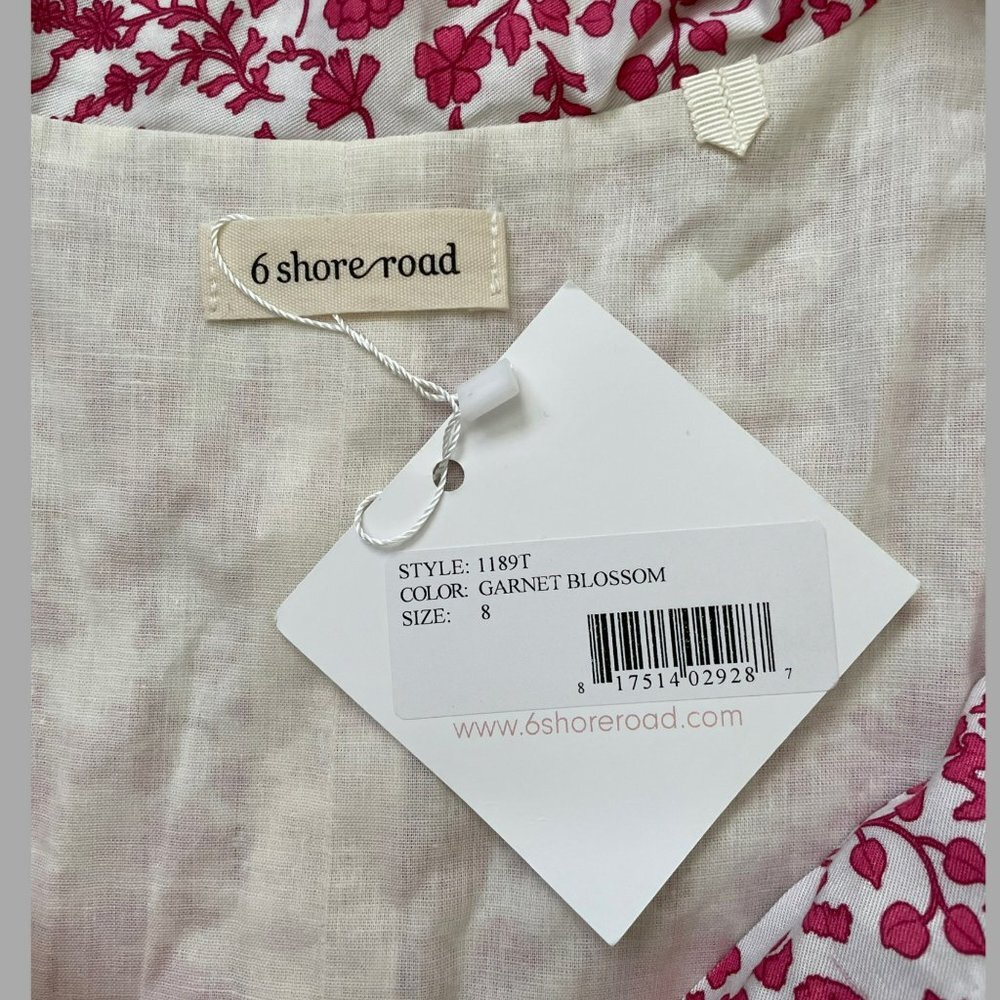 6 shore road
STYLE: 1189T
COLOR: GARNET BLOSSOM
SIZE: 8
8 17514 02928 7
www.6shoreroad.com